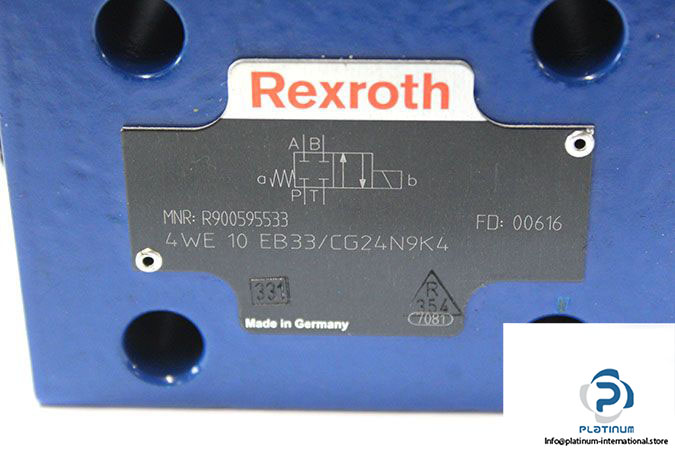 Rexroth
A B
a b
P T
MNR: R900595533 FD: 00616
4WE 10 EB33/CG24N9K4
331
R
354
7081
Made in Germany
PLATINUM
Info@platinum-international.store